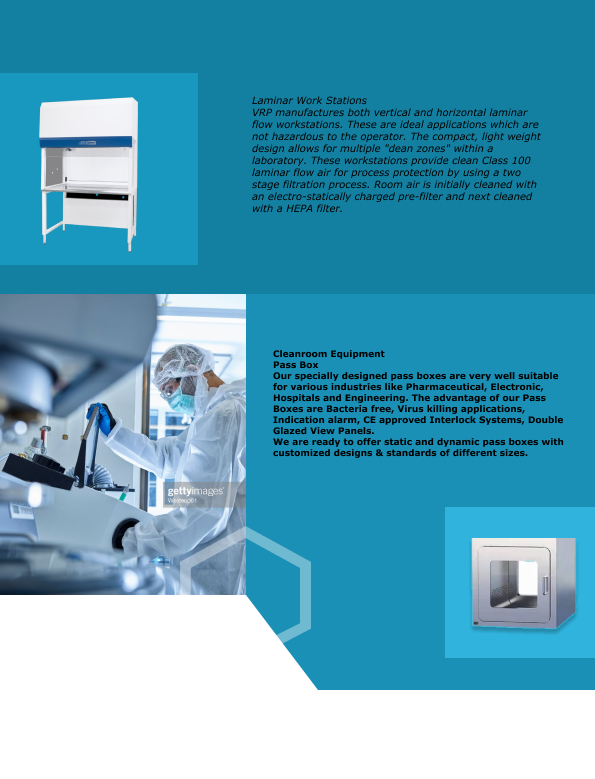 Laminar Work Stations
VRP manufactures both vertical and horizontal laminar
flow workstations. These are ideal applications which are
not hazardous to the operator. The compact, light weight
design allows for multiple "dean zones" within a
laboratory. These workstations provide clean Class 100
laminar flow air for process protection by using a two
stage filtration process. Room air is initially cleaned with
an electro-statically charged pre-filter and next cleaned
with a HEPA filter.
Cleanroom Equipment
Pass Box
Our specially designed pass boxes are very well suitable
for various industries like Pharmaceutical, Electronic,
Hospitals and Engineering. The advantage of our Pass
Boxes are Bacteria free, Virus killing applications,
Indication alarm, CE approved Interlock Systems, Double
Glazed View Panels.
We are ready to offer static and dynamic pass boxes with
customized designs & standards of different sizes.
gettyimages